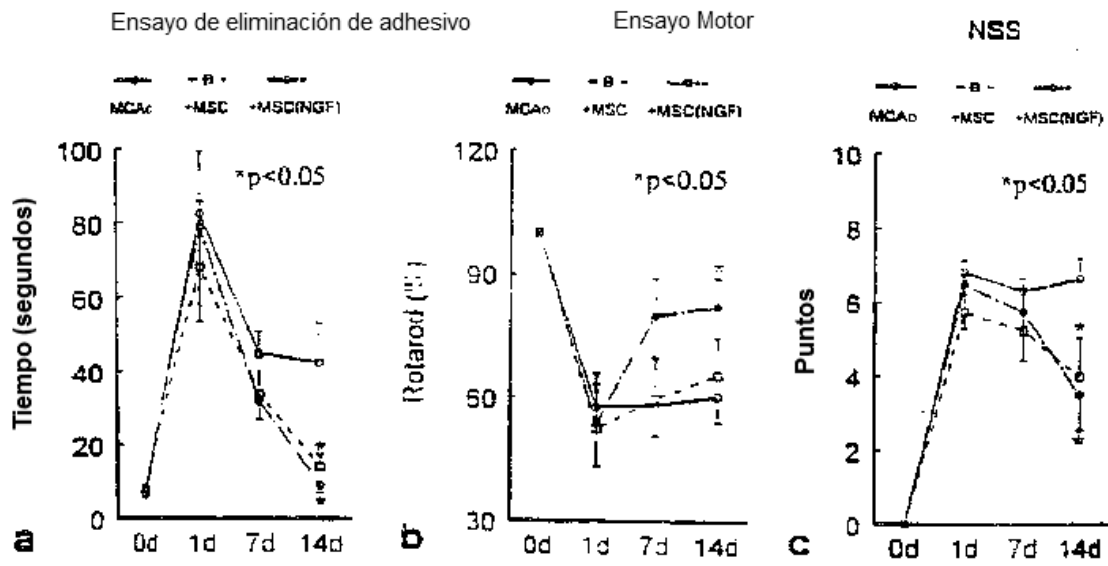 Ensayo de eliminación de adhesivo
MCAo +MSC +MSC(NGF)
Tiempo (segundos)
100
80
60
40
20
0
*p<0.05
0d 1d 7d 14d
a
Ensayo Motor
MCAo +MSC +MSC(NGF)
Rotarod (%)
120
90
60
30
*p<0.05
0d 1d 7d 14d
b
NSS
MCAo +MSC +MSC(NGF)
Puntos
10
8
6
4
2
0
*p<0.05
0d 1d 7d 14d
c